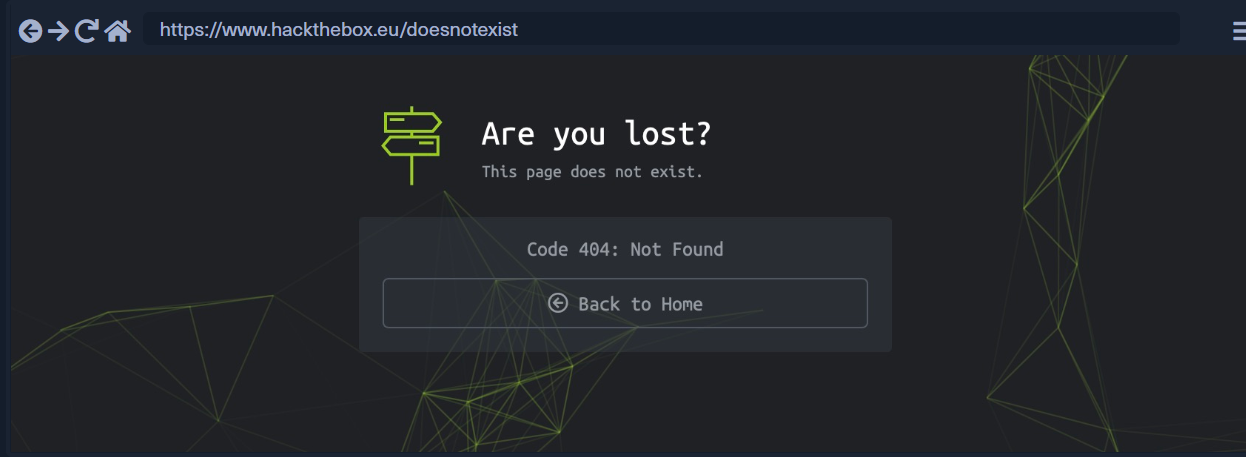 https://www.hackthebox.eu/doesnotexist
Are you lost?
This page does not exist.
Code 404: Not Found
Back to Home